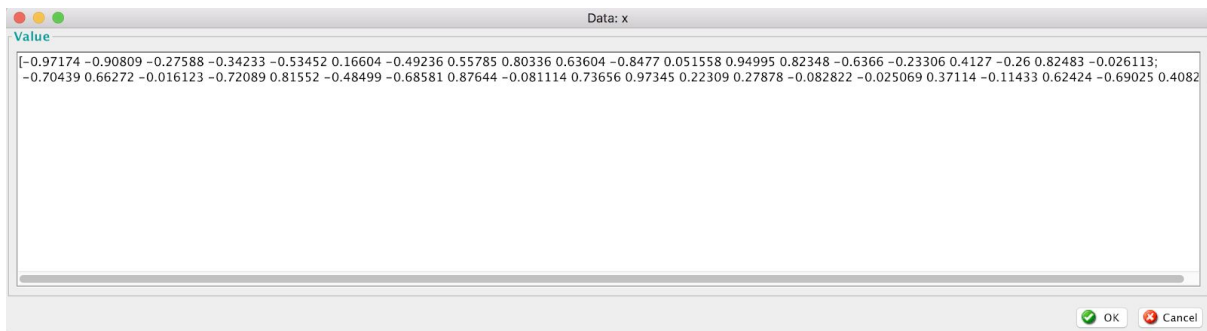 Data: x
Value
[-0.97174 -0.90809 -0.27588 -0.34233 -0.53452 0.16604 -0.49236 0.55785 0.80336 0.63604 -0.8477 0.051558 0.94995 0.82348 -0.6366 -0.23306 0.4127 -0.26 0.82483 -0.026113;
-0.70439 0.66272 -0.016123 -0.72089 0.81552 -0.48499 -0.68581 0.87644 -0.081114 0.73656 0.97345 0.22309 0.27878 -0.082822 -0.025069 0.37114 -0.11433 0.62424 -0.69025 0.4082
OK Cancel